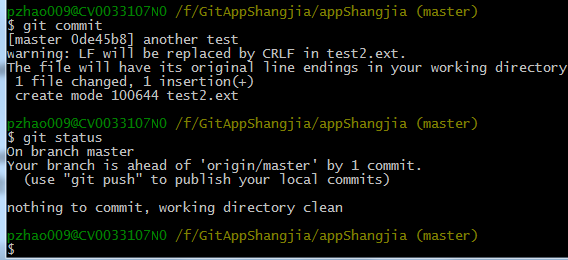 pzhao009@CV0033107N0 /f/GitAppShangjia/appShangjia (master)
$ git commit
[master 0de45b8] another test
warning: LF will be replaced by CRLF in test2.ext.
The file will have its original line endings in your working directory
 1 file changed, 1 insertion(+)
 create mode 100644 test2.ext
pzhao009@CV0033107N0 /f/GitAppShangjia/appShangjia (master)
$ git status
On branch master
Your branch is ahead of 'origin/master' by 1 commit.
  (use "git push" to publish your local commits)
nothing to commit, working directory clean
pzhao009@CV0033107N0 /f/GitAppShangjia/appShangjia (master)
$